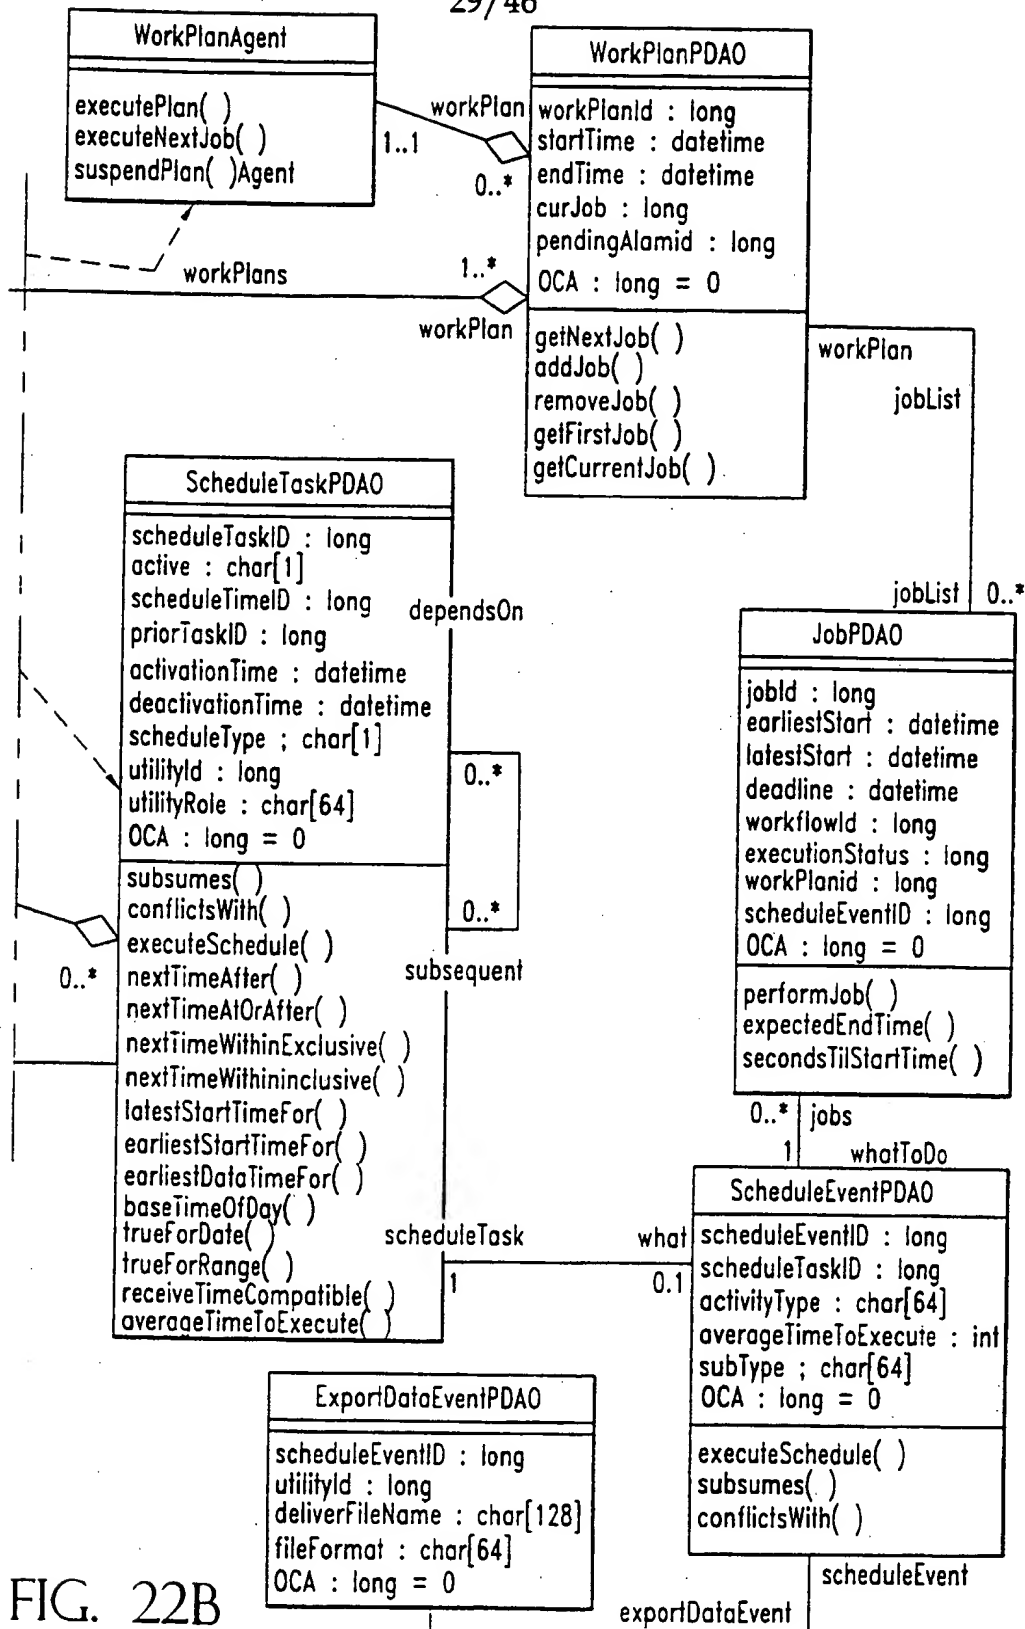 29/46
WorkPlanAgent
executePlan( )
executeNextJob( )
suspendPlan( )Agent
workPlan
1..1
0..*
WorkPlanPDAO
workPlanId : long
startTime : datetime
endTime : datetime
curJob : long
pendingAlamid : long
OCA : long = 0
getNextJob( )
addJob( )
removeJob( )
getFirstJob( )
getCurrentJob( )
workPlans
1..*
workPlan
workPlan
jobList
jobList
0..*
ScheduleTaskPDAO
scheduleTaskID : long
active : char[1]
scheduleTimeID : long
priorTaskID : long
activationTime : datetime
deactivationTime : datetime
scheduleType ; char[1]
utilityId : long
utilityRole : char[64]
OCA : long = 0
subsumes( )
conflictsWith( )
executeSchedule( )
nextTimeAfter( )
nextTimeAtOrAfter( )
nextTimeWithinExclusive( )
nextTimeWithininclusive( )
latestStartTimeFor( )
earliestStartTimeFor( )
earliestDataTimeFor( )
baseTimeOfDay( )
trueForDate( )
trueForRange( )
receiveTimeCompatible( )
averageTimeToExecute( )
dependsOn
0..*
0..*
subsequent
0..*
JobPDAO
jobId : long
earliestStart : datetime
latestStart : datetime
deadline : datetime
workflowId : long
executionStatus : long
workPlanid : long
scheduleEventID : long
OCA : long = 0
performJob( )
expectedEndTime( )
secondsTilStartTime( )
0..*
jobs
1
whatToDo
scheduleTask
1
what
0.1
ScheduleEventPDAO
scheduleEventID : long
scheduleTaskID : long
activityType : char[64]
averageTimeToExecute : int
subType ; char[64]
OCA : long = 0
executeSchedule( )
subsumes( )
conflictsWith( )
ExportDataEventPDAO
scheduleEventID : long
utilityId : long
deliverFileName : char[128]
fileFormat : char[64]
OCA : long = 0
scheduleEvent
exportDataEvent
FIG. 22B